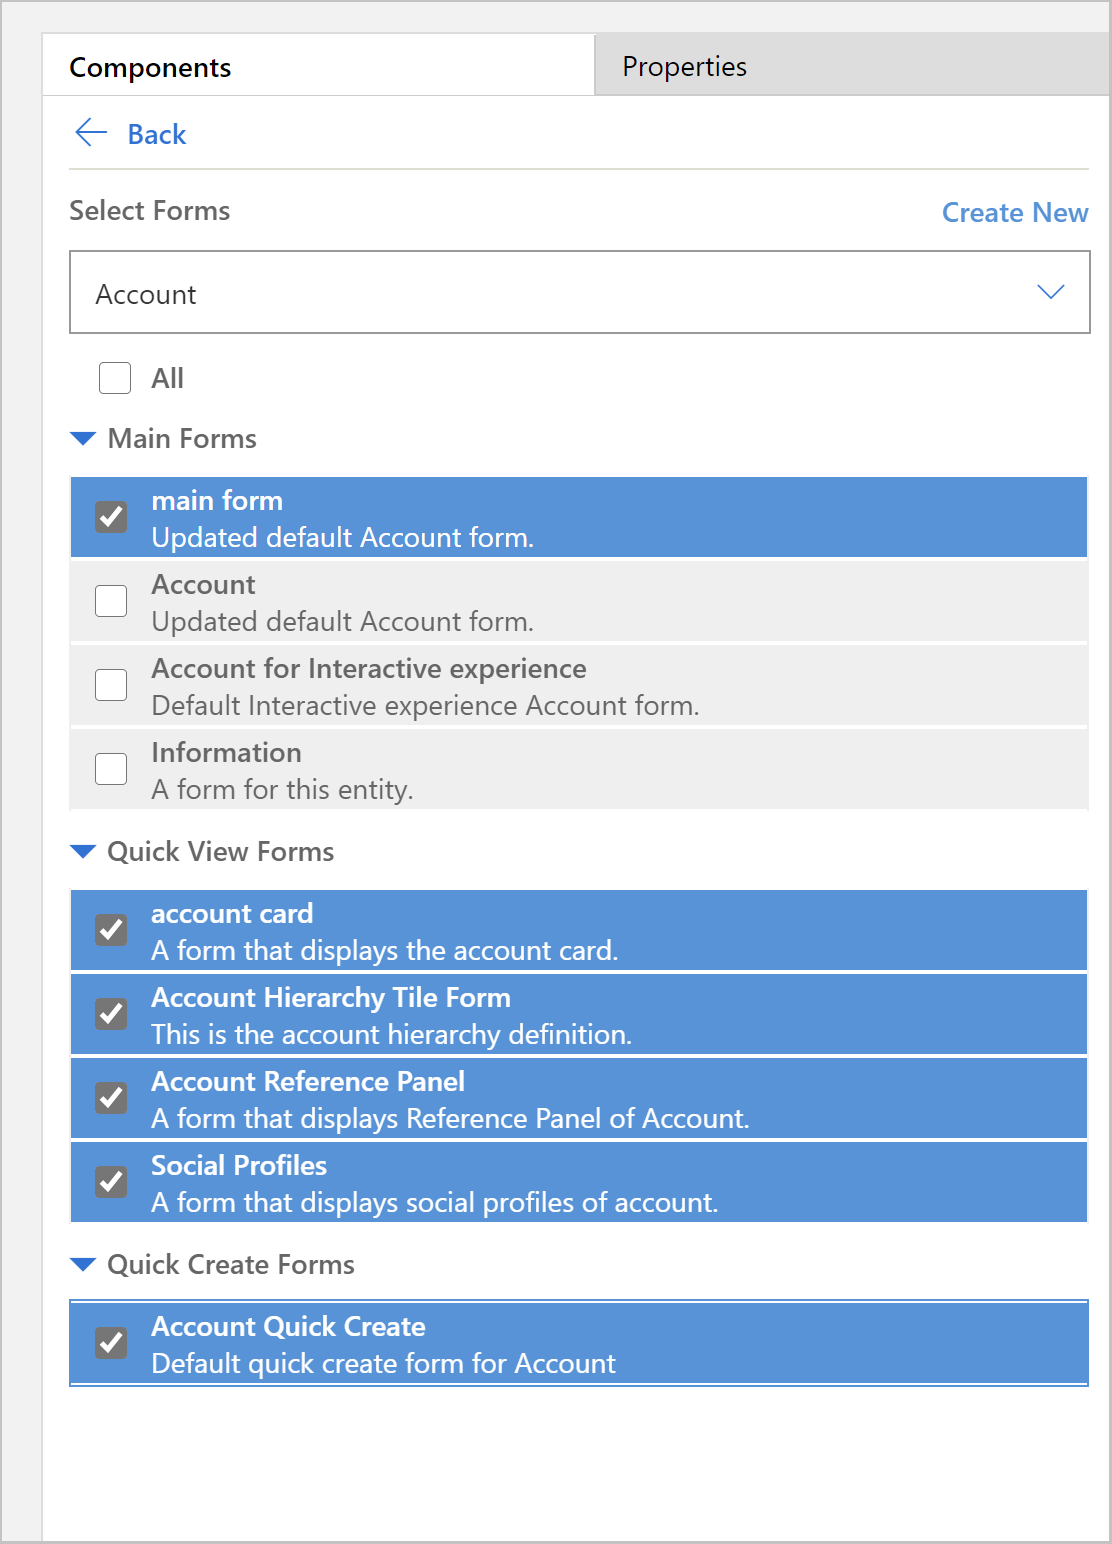 Components
Properties
Back
Select Forms
Create New
Account
All
Main Forms
main form
Updated default Account form.
Account
Updated default Account form.
Account for Interactive experience
Default Interactive experience Account form.
Information
A form for this entity.
Quick View Forms
account card
A form that displays the account card.
Account Hierarchy Tile Form
This is the account hierarchy definition.
Account Reference Panel
A form that displays Reference Panel of Account.
Social Profiles
A form that displays social profiles of account.
Quick Create Forms
Account Quick Create
Default quick create form for Account